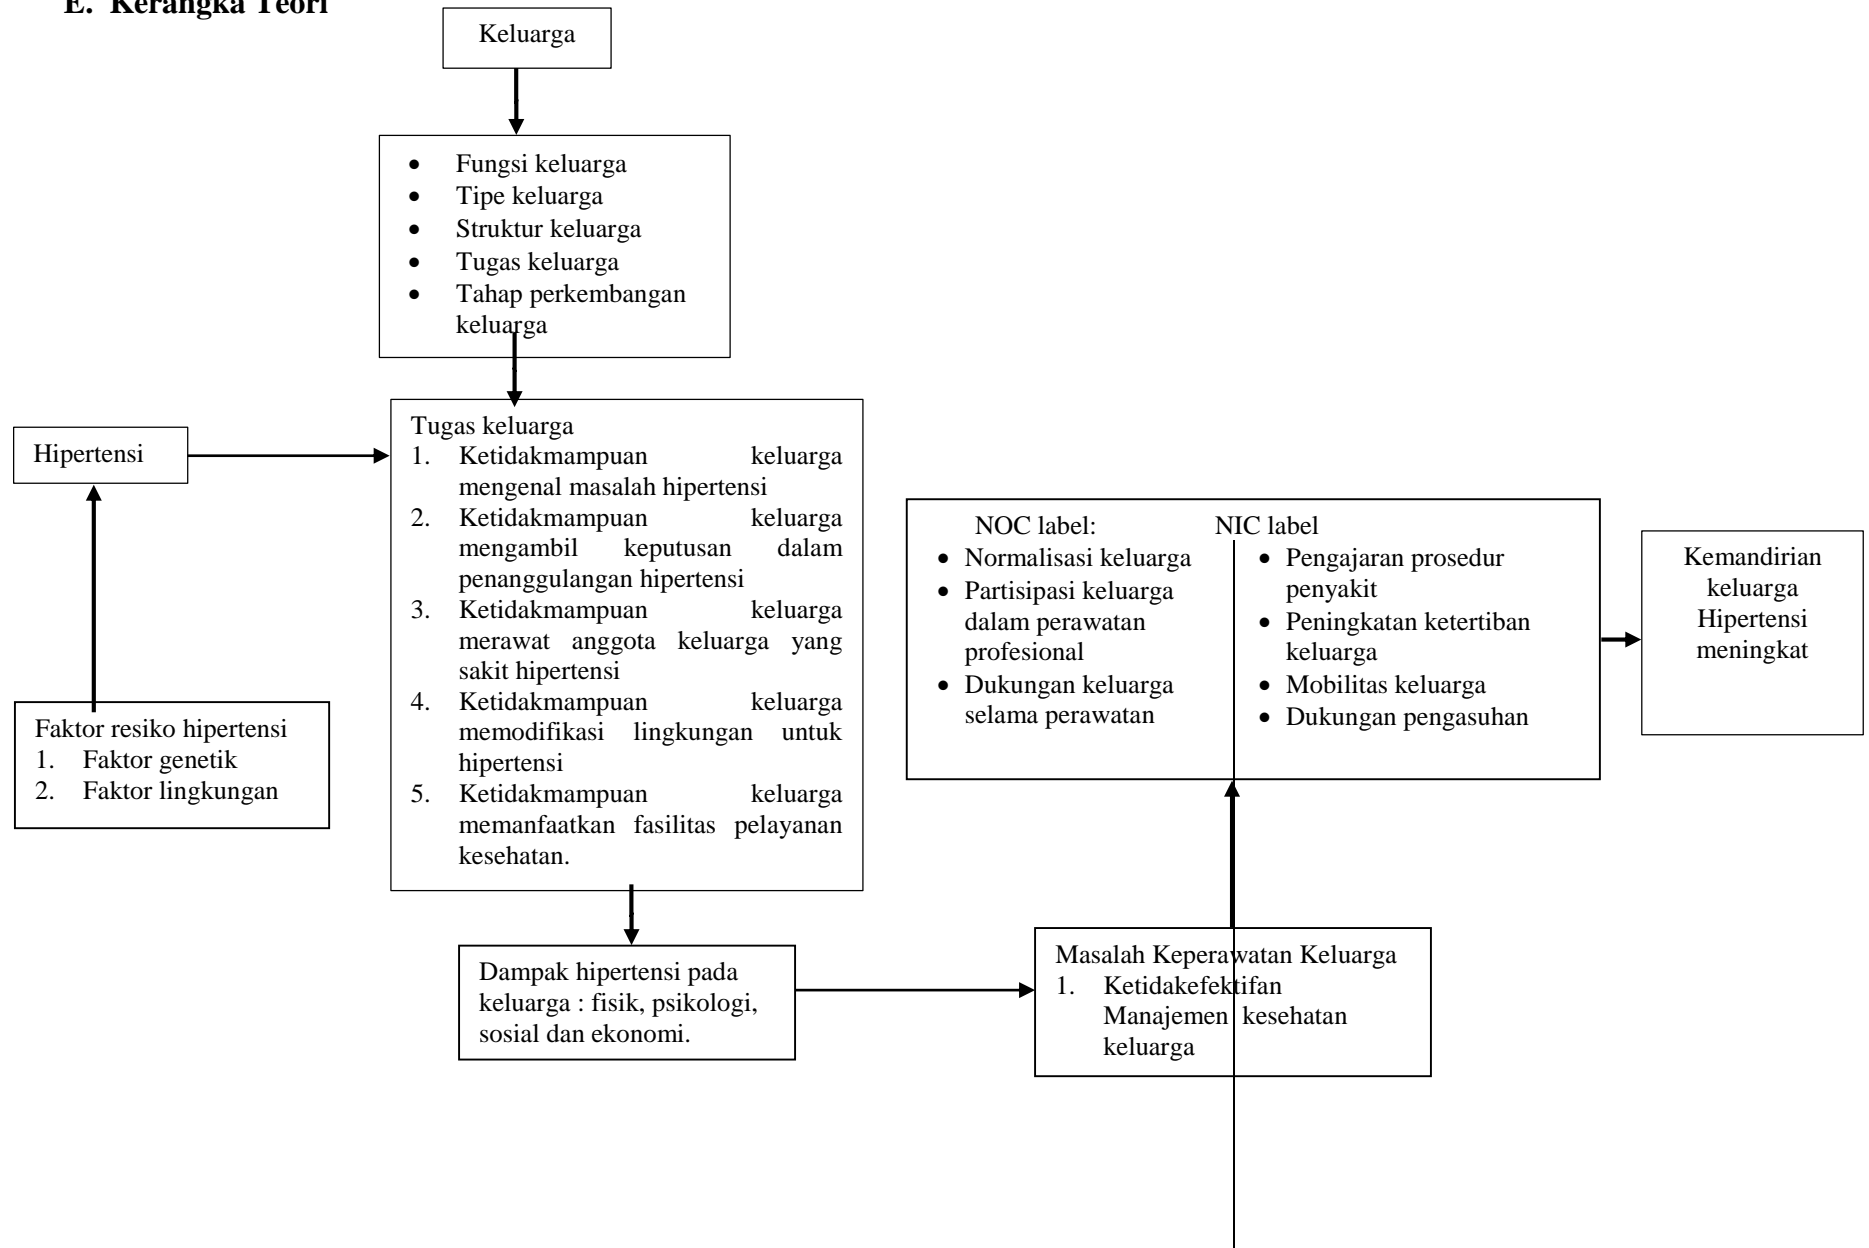 E. Kerangka Teori
Keluarga
• Fungsi keluarga
• Tipe keluarga
• Struktur keluarga
• Tugas keluarga
• Tahap perkembangan
keluarga
Hipertensi
Faktor resiko hipertensi
1. Faktor genetik
2. Faktor lingkungan
Tugas keluarga
1. Ketidakmampuan keluarga
mengenal masalah hipertensi
2. Ketidakmampuan keluarga
mengambil keputusan dalam
penanggulangan hipertensi
3. Ketidakmampuan keluarga
merawat anggota keluarga yang
sakit hipertensi
4. Ketidakmampuan keluarga
memodifikasi lingkungan untuk
hipertensi
5. Ketidakmampuan keluarga
memanfaatkan fasilitas pelayanan
kesehatan.
Dampak hipertensi pada
keluarga : fisik, psikologi,
sosial dan ekonomi.
Masalah Keperawatan Keluarga
1. Ketidakefektifan
Manajemen kesehatan
keluarga
NOC label:
• Normalisasi keluarga
• Partisipasi keluarga
dalam perawatan
profesional
• Dukungan keluarga
selama perawatan
NIC label
• Pengajaran prosedur
penyakit
• Peningkatan ketertiban
keluarga
• Mobilitas keluarga
• Dukungan pengasuhan
Kemandirian
keluarga
Hipertensi
meningkat